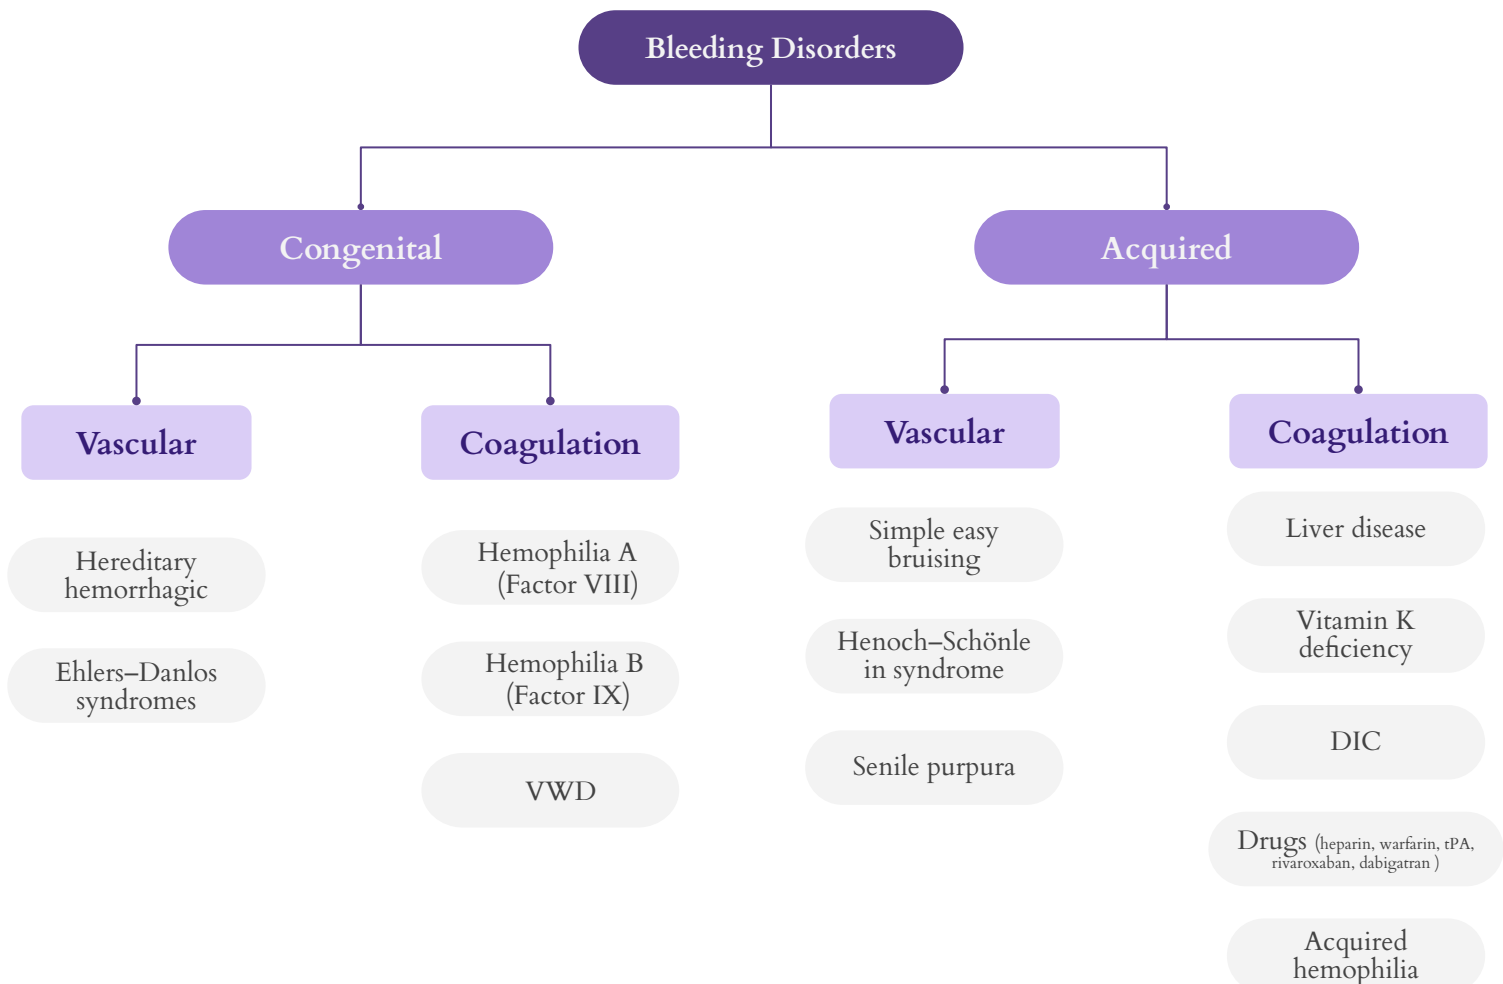 Bleeding Disorders
Congenital
Acquired
Vascular
Coagulation
Vascular
Coagulation
Hereditary
hemorrhagic
Ehlers–Danlos
syndromes
Hemophilia A
(Factor VIII)
Hemophilia B
(Factor IX)
VWD
Simple easy
bruising
Henoch–Schönle
in syndrome
Senile purpura
Liver disease
Vitamin K
deficiency
DIC
Drugs (heparin, warfarin, tPA,
rivaroxaban, dabigatran )
Acquired
hemophilia